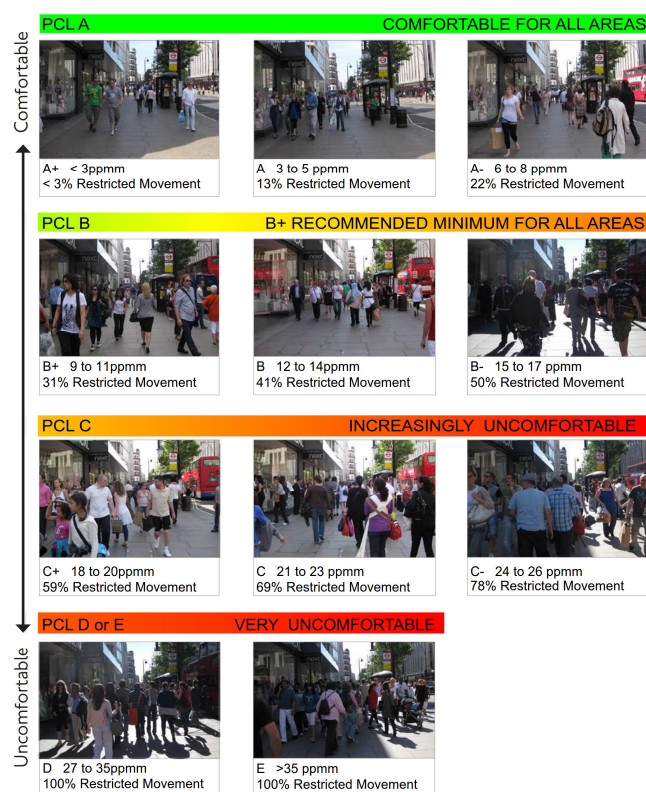 Comfortable
Uncomfortable
PCL A COMFORTABLE FOR ALL AREAS
A+ < 3ppmm
< 3% Restricted Movement
A 3 to 5 ppmm
13% Restricted Movement
A- 6 to 8 ppmm
22% Restricted Movement
PCL B B+ RECOMMENDED MINIMUM FOR ALL AREAS
next
B+ 9 to 11ppmm
31% Restricted Movement
next
B 12 to 14ppmm
41% Restricted Movement
B- 15 to 17 ppmm
50% Restricted Movement
PCL C INCREASINGLY UNCOMFORTABLE
next
C+ 18 to 20ppmm
59% Restricted Movement
next
C 21 to 23 ppmm
69% Restricted Movement
C- 24 to 26 ppmm
78% Restricted Movement
PCL D or E VERY UNCOMFORTABLE
D 27 to 35ppmm
100% Restricted Movement
E >35 ppmm
100% Restricted Movement